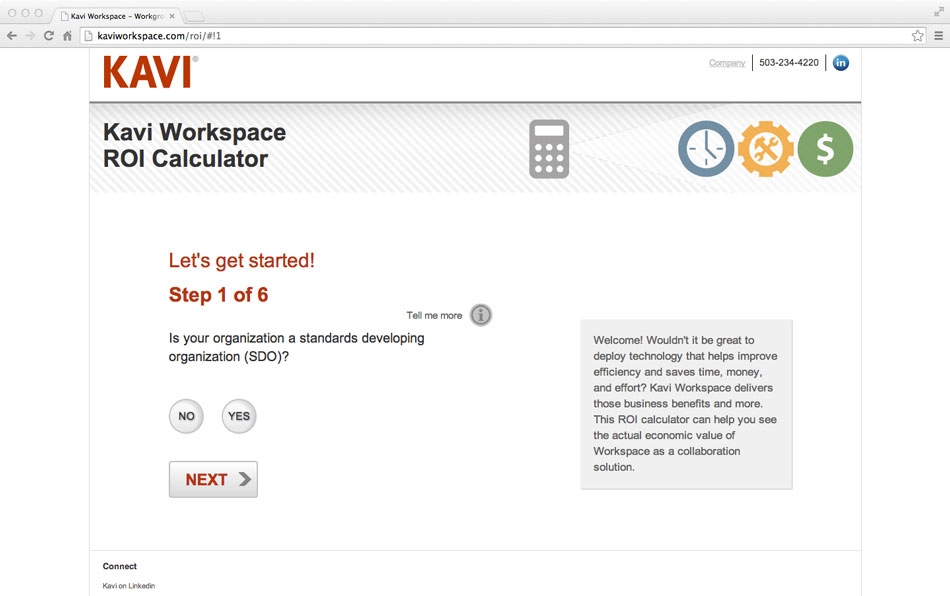 Kavi Workspace – Workgro
kaviworkspace.com/roi/#!1
KAVI®
Company
503-234-4220
in
Kavi Workspace
ROI Calculator
$
Let's get started!
Step 1 of 6
Tell me more
i
Is your organization a standards developing
organization (SDO)?
NO
YES
NEXT
Welcome! Wouldn't it be great to
deploy technology that helps improve
efficiency and saves time, money,
and effort? Kavi Workspace delivers
those business benefits and more.
This ROI calculator can help you see
the actual economic value of
Workspace as a collaboration
solution.
Connect
Kavi on Linkedin